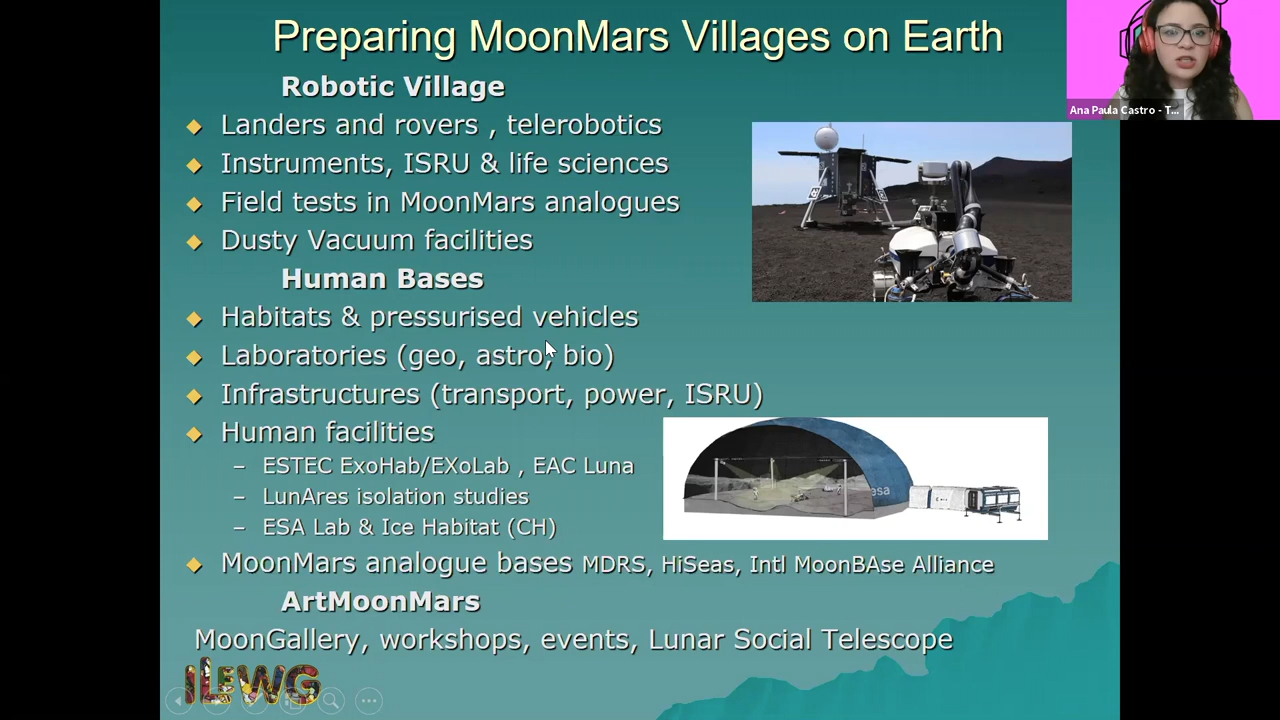 Preparing MoonMars Villages on Earth
Ana Paula Castro - T...
Robotic Village
Landers and rovers , telerobotics
Instruments, ISRU & life sciences
Field tests in MoonMars analogues
Dusty Vacuum facilities
Human Bases
Habitats & pressurised vehicles
Laboratories (geo, astro, bio)
Infrastructures (transport, power, ISRU)
Human facilities
– ESTEC ExoHab/EXoLab , EAC Luna
– LunAres isolation studies
– ESA Lab & Ice Habitat (CH)
esa
MoonMars analogue bases MDRS, HiSeas, Intl MoonBAse Alliance
ArtMoonMars
MoonGallery, workshops, events, Lunar Social Telescope
ILEWG